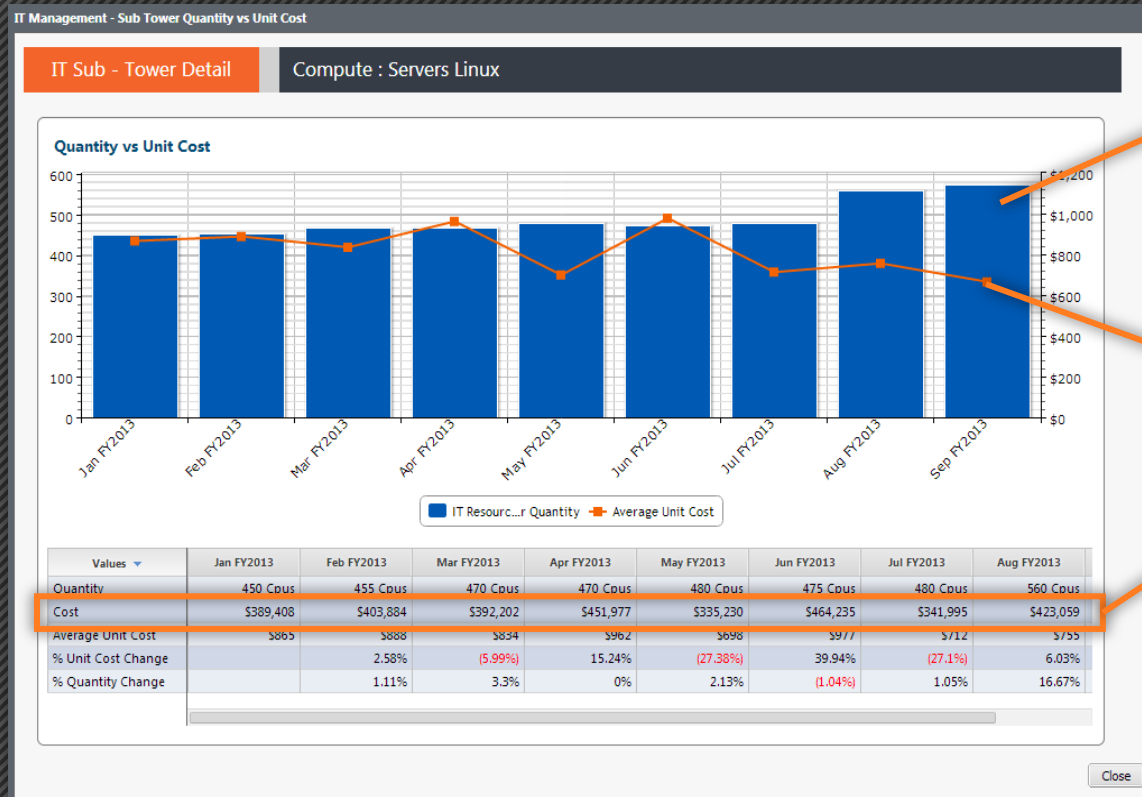 IT Management - Sub Tower Quantity vs Unit Cost
IT Sub - Tower Detail Compute : Servers Linux
Quantity vs Unit Cost
600 $1,200
500 $1,000
400 $800
300 $600
200 $400
100 $200
0 $0
Jan FY2013 Feb FY2013 Mar FY2013 Apr FY2013 May FY2013 Jun FY2013 Jul FY2013 Aug FY2013 Sep FY2013
IT Resourc...r Quantity Average Unit Cost
Values Jan FY2013 Feb FY2013 Mar FY2013 Apr FY2013 May FY2013 Jun FY2013 Jul FY2013 Aug FY2013
Quantity 450 Cpus 455 Cpus 470 Cpus 470 Cpus 480 Cpus 475 Cpus 480 Cpus 560 Cpus
Cost $389,408 $403,884 $392,202 $451,977 $335,230 $464,235 $341,995 $423,059
Average Unit Cost $865 $888 $834 $962 $698 $977 $712 $755
% Unit Cost Change 2.58% (5.99%) 15.24% (27.38%) 39.94% (27.1%) 6.03%
% Quantity Change 1.11% 3.3% 0% 2.13% (1.04%) 1.05% 16.67%
Close